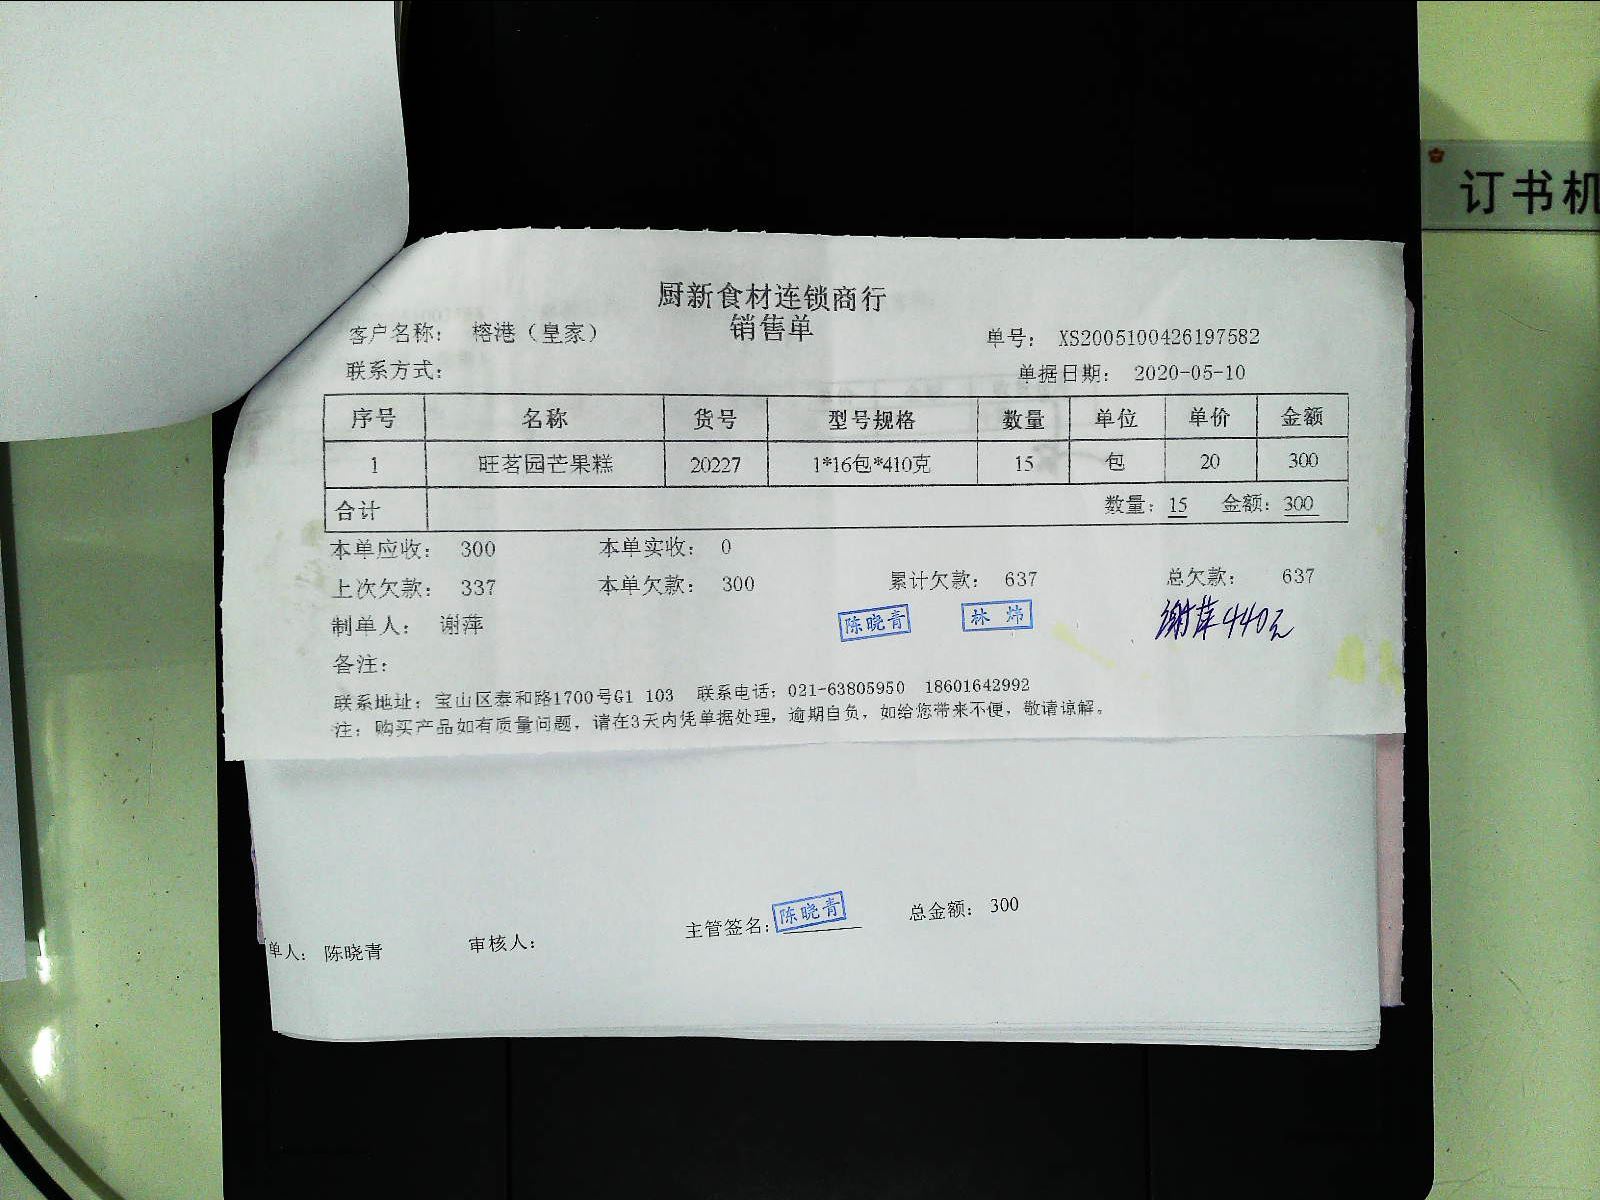 订书机
厨新食材连锁商行
销售单
客户名称： 榕港（皇家） 单号： XS2005100426197582
联系方式： 单据日期： 2020-05-10
序号 名称 货号 型号规格 数量 单位 单价 金额
1 旺茗园芒果糕 20227 1*16包*410克 15 包 20 300
合计 数量：15 金额：300
本单应收： 300 本单实收： 0
上次欠款： 337 本单欠款： 300 累计欠款： 637 总欠款： 637
制单人： 谢萍 陈晓青 林炜 谢萍440元
备注：
联系地址：宝山区泰和路1700号G1 103 联系电话：021-63805950 18601642992
注：购买产品如有质量问题，请在3天内凭单据处理，逾期自负，如给您带来不便，敬请谅解。
单人： 陈晓青 审核人： 主管签名：陈晓青 总金额： 300